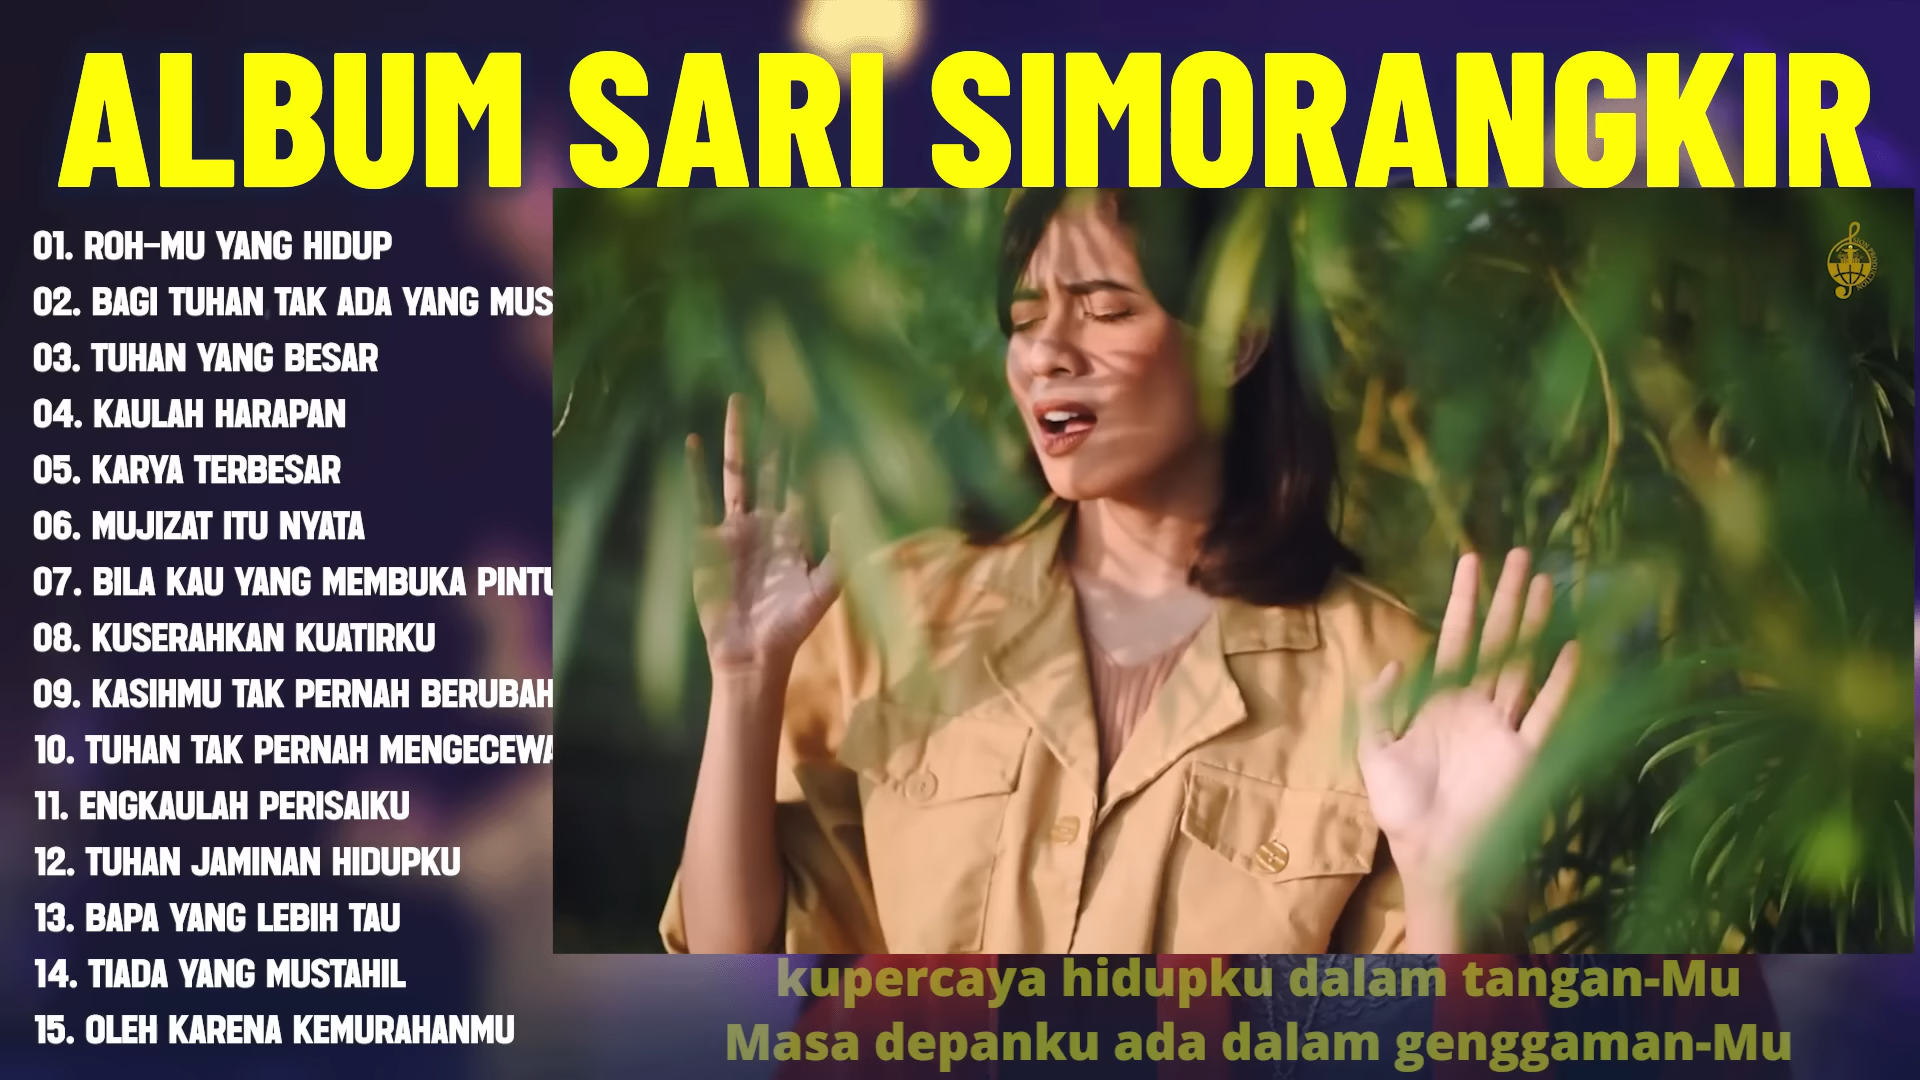 ALBUM SARI SIMORANGKIR
01. ROH-MU YANG HIDUP
02. BAGI TUHAN TAK ADA YANG MUS
03. TUHAN YANG BESAR
04. KAULAH HARAPAN
05. KARYA TERBESAR
06. MUJIZAT ITU NYATA
07. BILA KAU YANG MEMBUKA PINTU
08. KUSERAHKAN KUATIRKU
09. KASIHMU TAK PERNAH BERUBAH
10. TUHAN TAK PERNAH MENGECEWA
11. ENGKAULAH PERISAIKU
12. TUHAN JAMINAN HIDUPKU
13. BAPA YANG LEBIH TAU
14. TIADA YANG MUSTAHIL
15. OLEH KARENA KEMURAHANMU
kupercaya hidupku dalam tangan-Mu
Masa depanku ada dalam genggaman-Mu